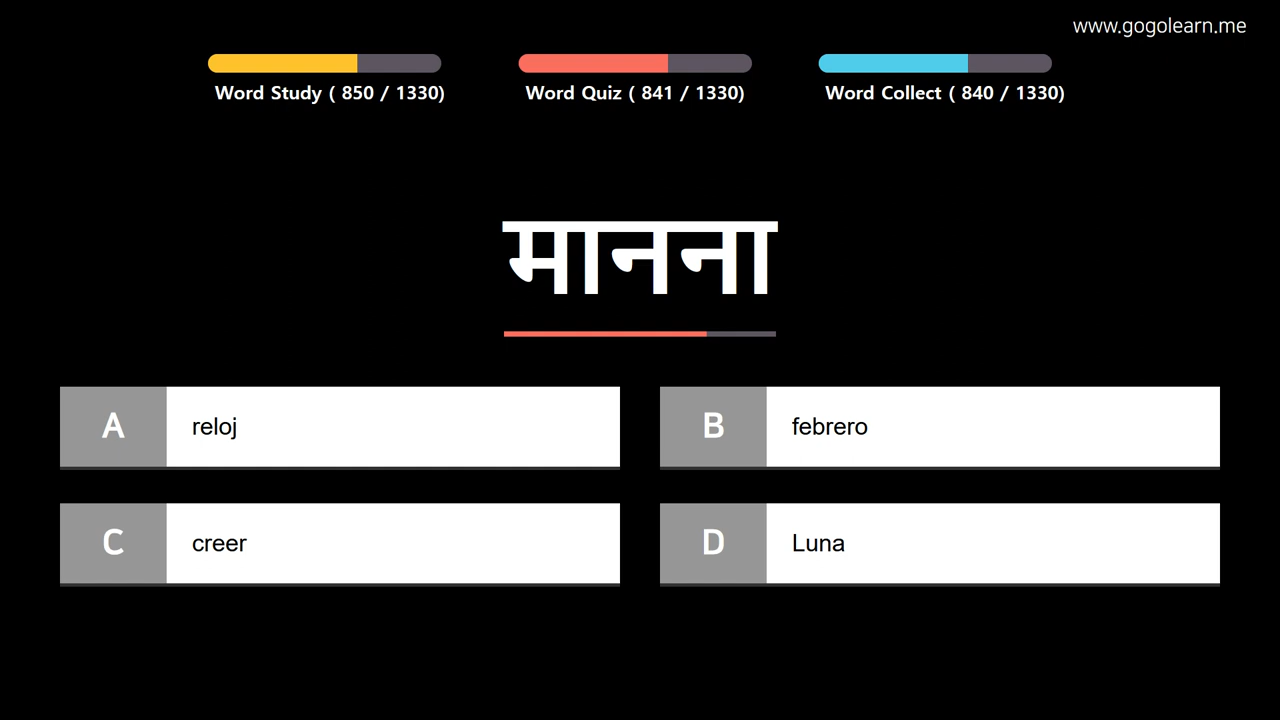 www.gogolearn.me
Word Study ( 850 / 1330)
Word Quiz ( 841 / 1330)
Word Collect ( 840 / 1330)
मानना
A
reloj
B
febrero
C
creer
D
Luna